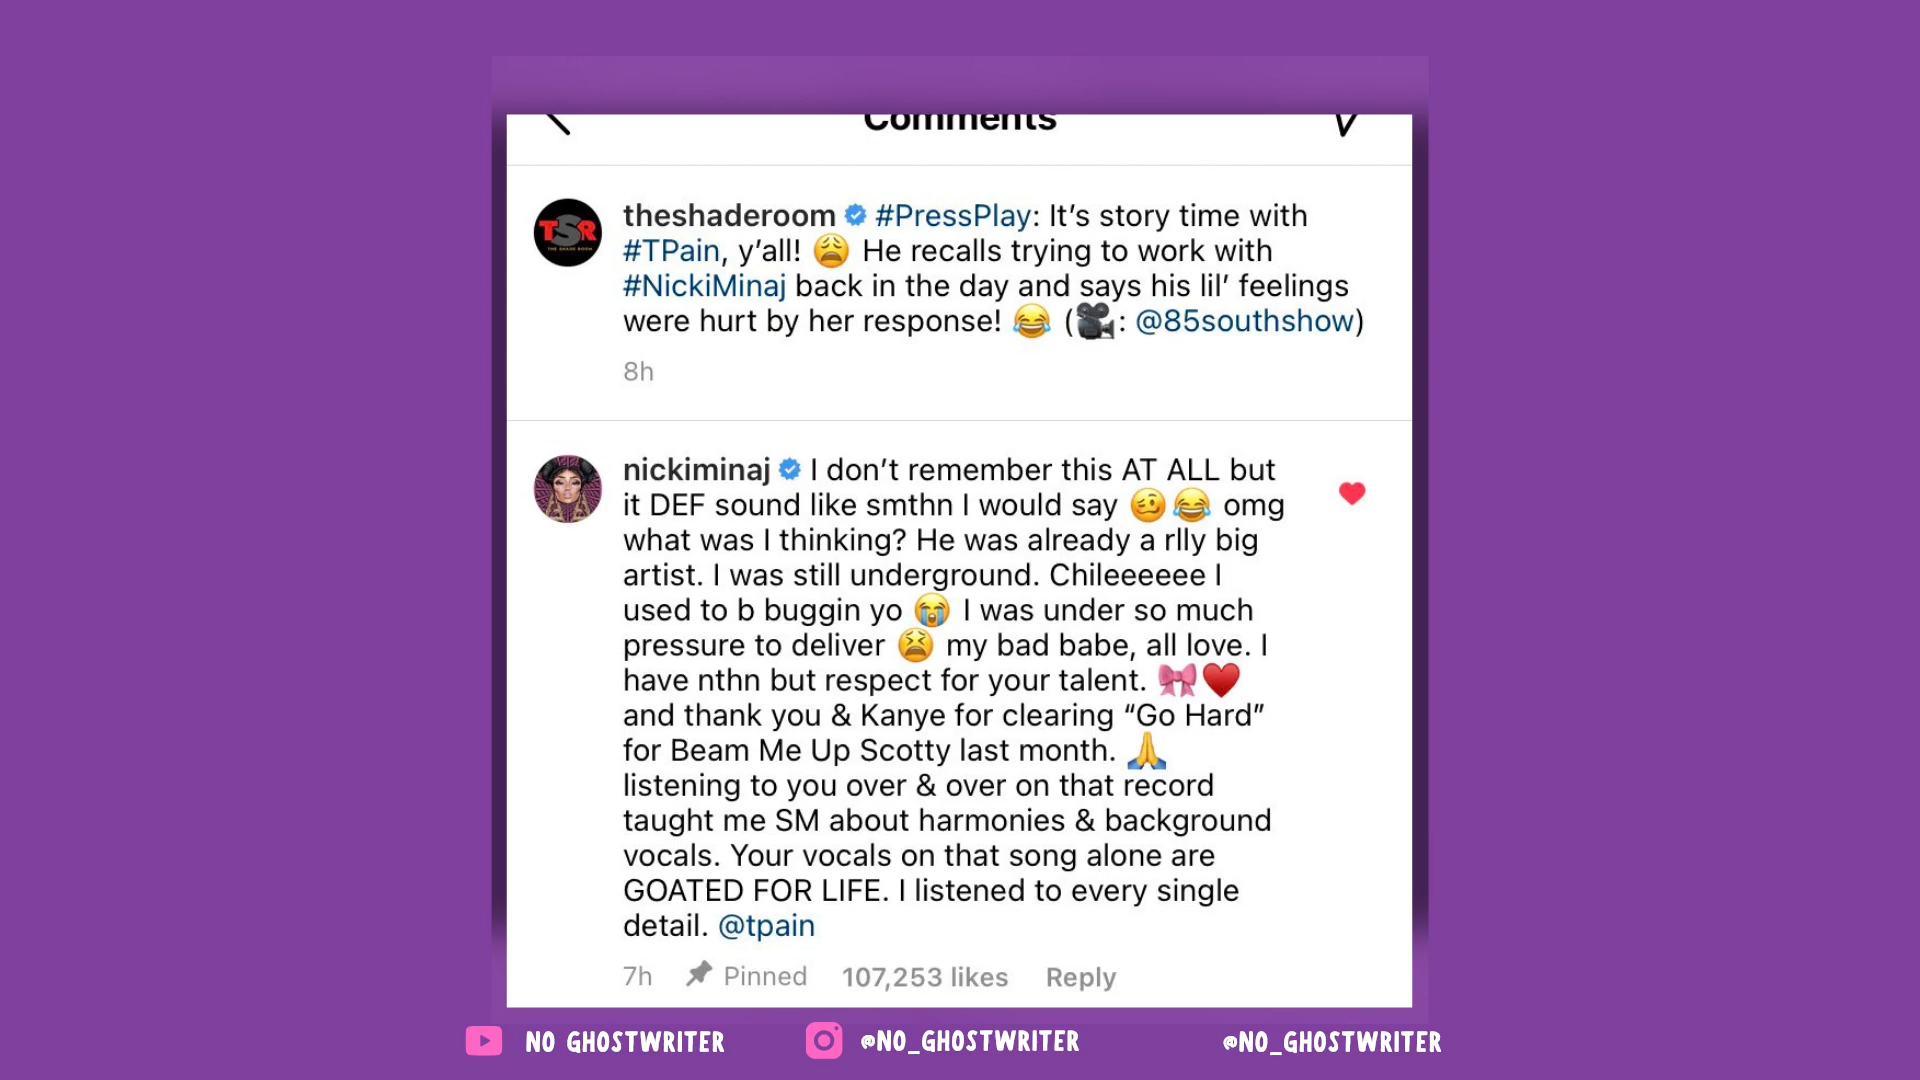 Comments
theshaderoom #PressPlay: It’s story time with
#TPain, y’all! 😩 He recalls trying to work with
#NickiMinaj back in the day and says his lil’ feelings
were hurt by her response! 😂 (🎥: @85southshow)
8h
TSR
THE SHADE ROOM
nickiminaj I don’t remember this AT ALL but
it DEF sound like smthn I would say 🥴😂 omg
what was I thinking? He was already a rlly big
artist. I was still underground. Chileeeeee I
used to b buggin yo 😭 I was under so much
pressure to deliver 😫 my bad babe, all love. I
have nthn but respect for your talent. 🎀♥️
and thank you & Kanye for clearing “Go Hard”
for Beam Me Up Scotty last month. 🙏
listening to you over & over on that record
taught me SM about harmonies & background
vocals. Your vocals on that song alone are
GOATED FOR LIFE. I listened to every single
detail. @tpain
7h Pinned 107,253 likes Reply
NO GHOSTWRITER @NO_GHOSTWRITER @NO_GHOSTWRITER